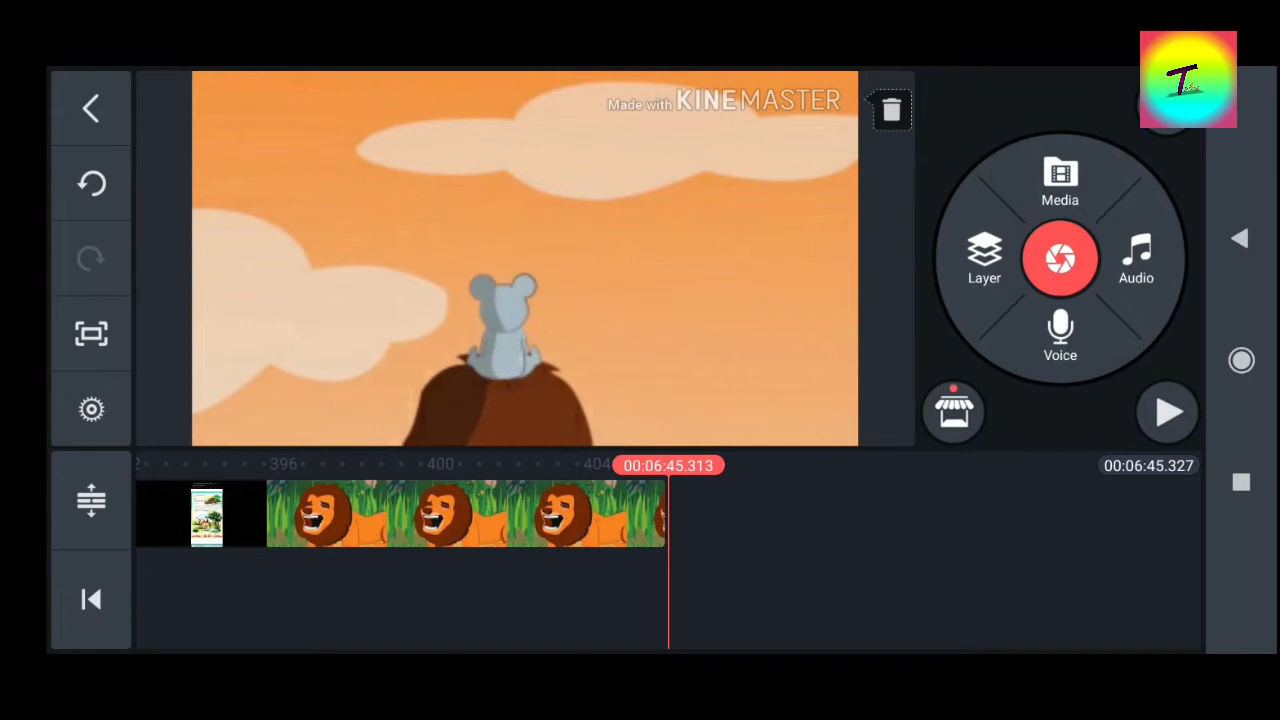 Made with KINEMASTER
Media
Layer
Audio
Voice
396
400
404
00:06:45.313
00:06:45.327
T